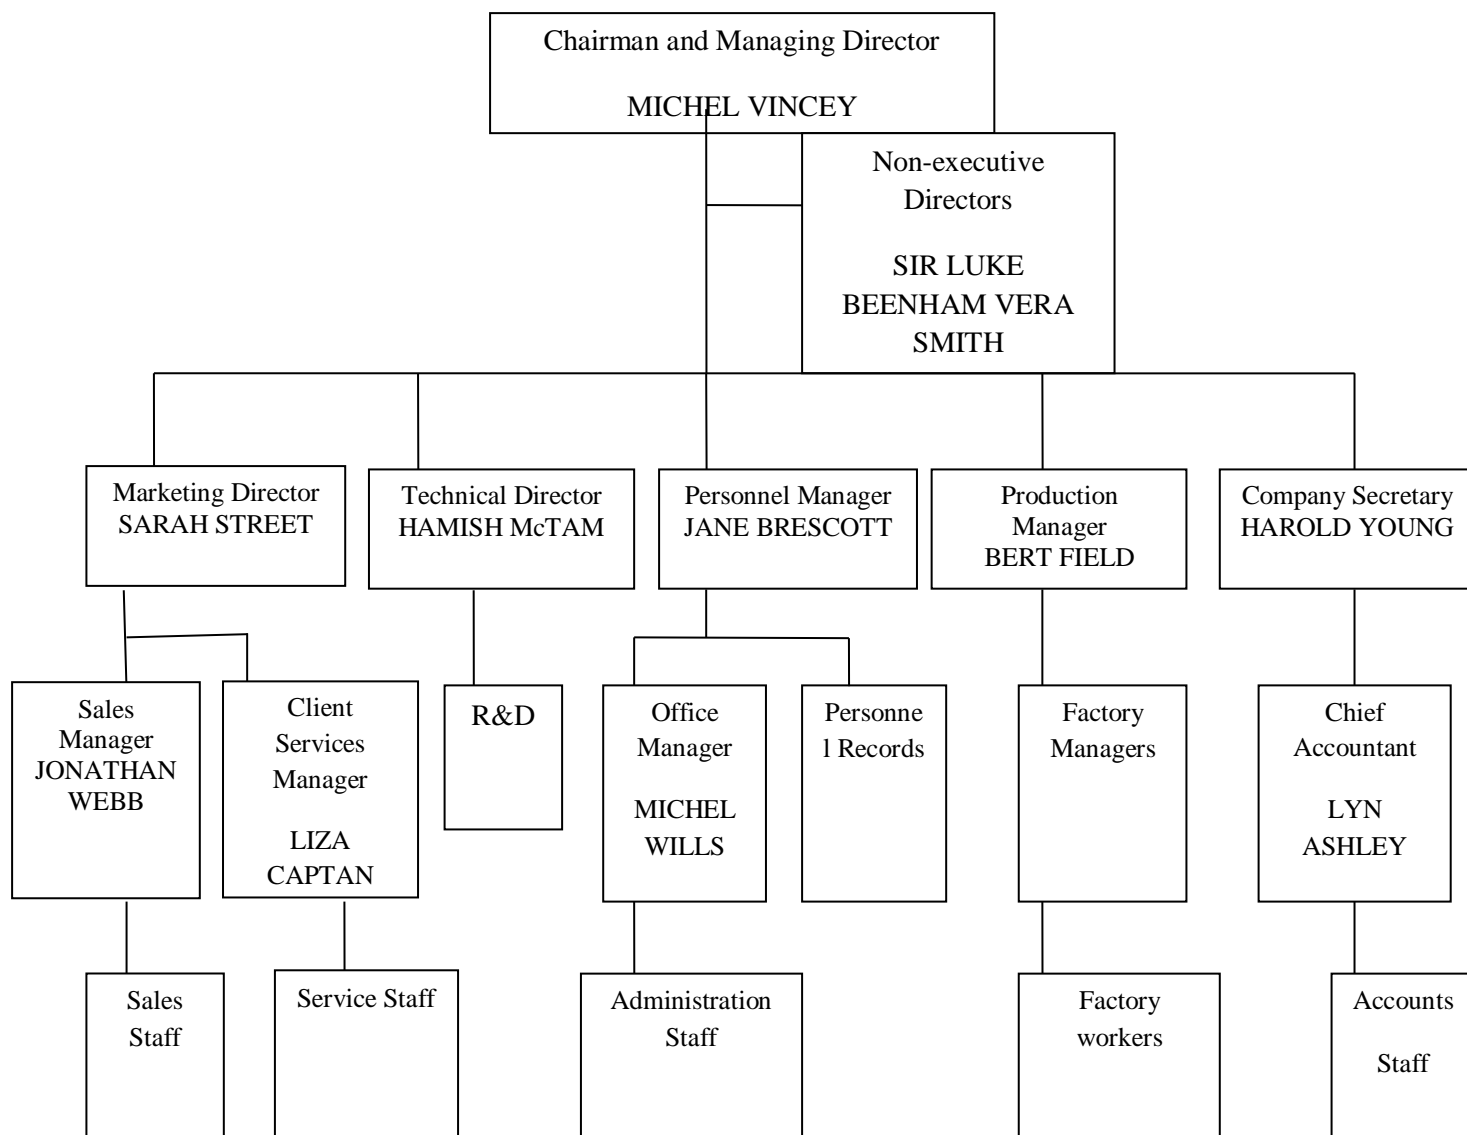 Chairman and Managing Director
MICHEL VINCEY
Non-executive
Directors
SIR LUKE
BEENHAM VERA
SMITH
Marketing Director
SARAH STREET
Technical Director
HAMISH McTAM
Personnel Manager
JANE BRESCOTT
Production
Manager
BERT FIELD
Company Secretary
HAROLD YOUNG
Sales
Manager
JONATHAN
WEBB
Client
Services
Manager
LIZA
CAPTAN
R&D
Office
Manager
MICHEL
WILLS
Personne
l Records
Factory
Managers
Chief
Accountant
LYN
ASHLEY
Sales
Staff
Service Staff
Administration
Staff
Factory
workers
Accounts
Staff